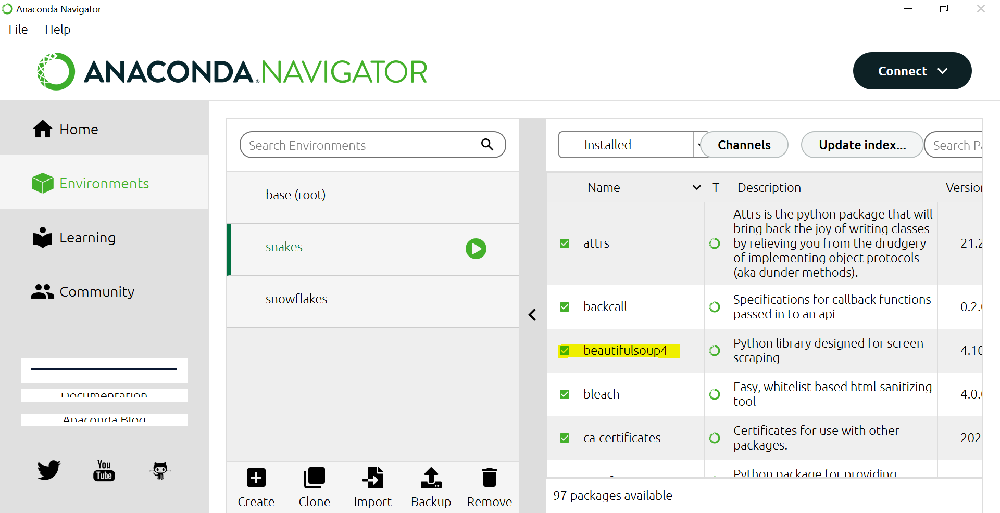 Anaconda Navigator
File Help
ANACONDA.NAVIGATOR
®
Connect
Home
Environments
Learning
Community
Documentation
Anaconda Blog
You
Tube
Search Environments
base (root)
snakes
snowflakes
Create Clone Import Backup Remove
Installed Channels Update index... Search Pa
Name T Description Version
attrs
Attrs is the python package that will
bring back the joy of writing classes
by relieving you from the drudgery
of implementing object protocols
(aka dunder methods).
21.2
backcall
Specifications for callback functions
passed in to an api
0.2.0
beautifulsoup4
Python library designed for screen-
scraping
4.10
bleach
Easy, whitelist-based html-sanitizing
tool
4.0.0
ca-certificates
Certificates for use with other
packages.
202
Python package for providing
97 packages available